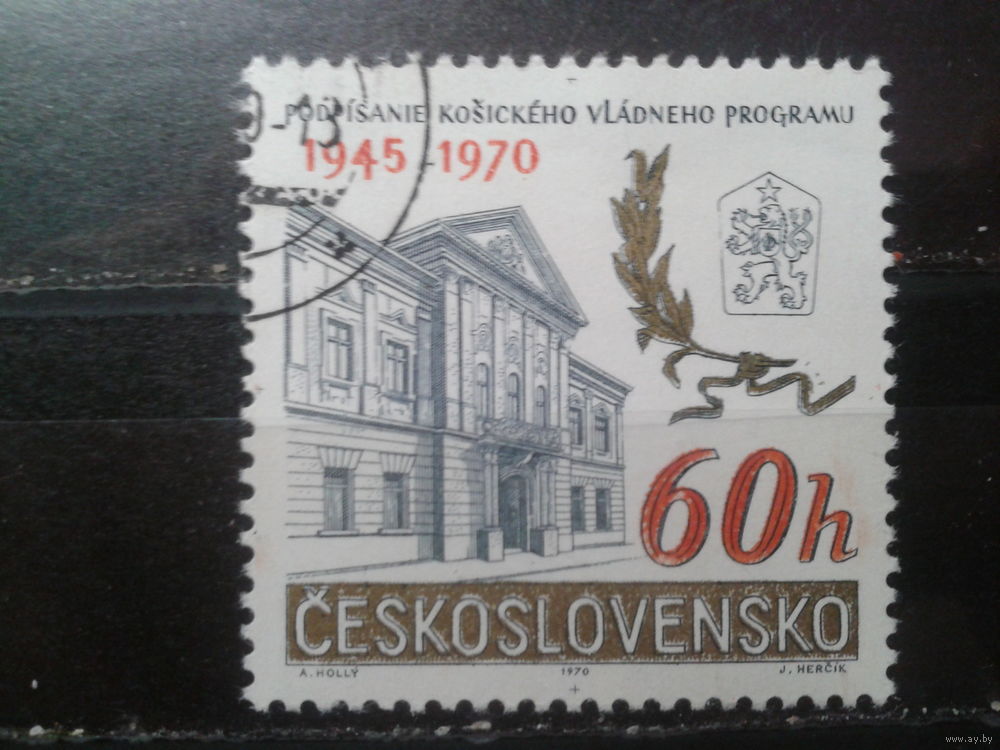 PODPÍSANIE KOŠICKÉHO VLÁDNEHO PROGRAMU
1945-1970
60h
ČESKOSLOVENSKO
A. HOLLÝ 1970 J. HERČÍK
www.ay.by